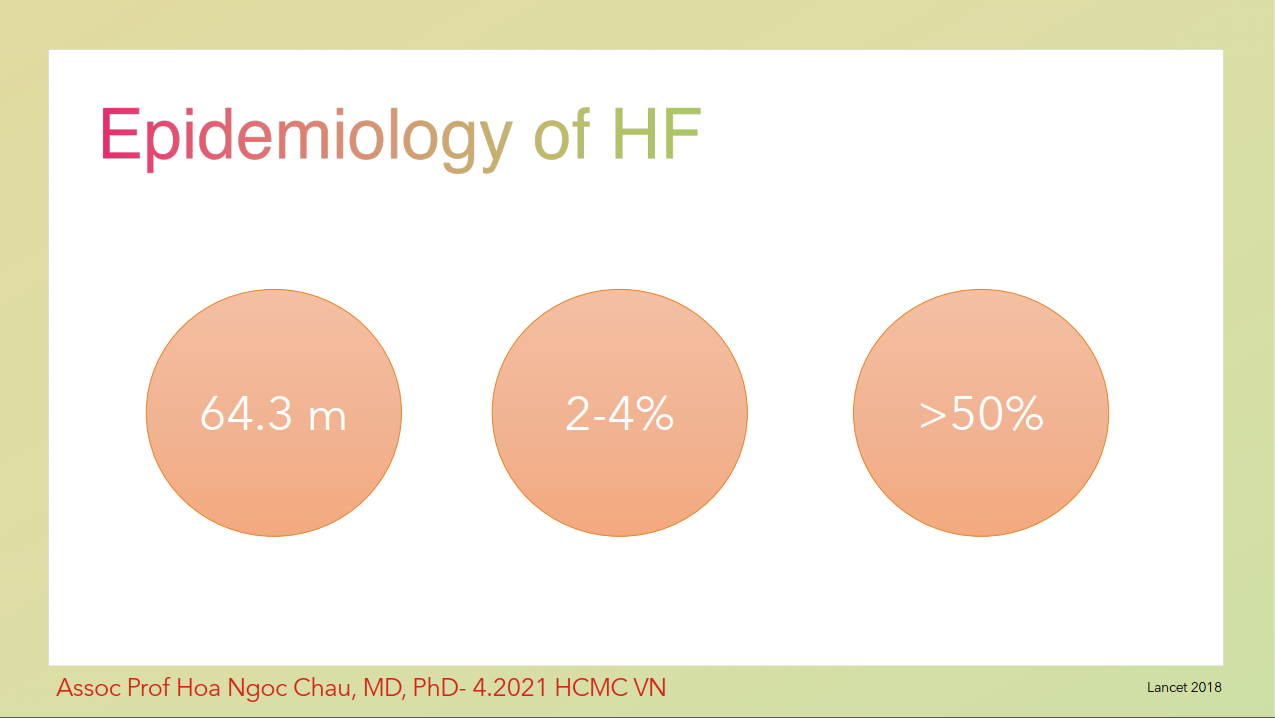 Epidemiology of HF
64.3 m
2-4%
>50%
Assoc Prof Hoa Ngoc Chau, MD, PhD- 4.2021 HCMC VN
Lancet 2018